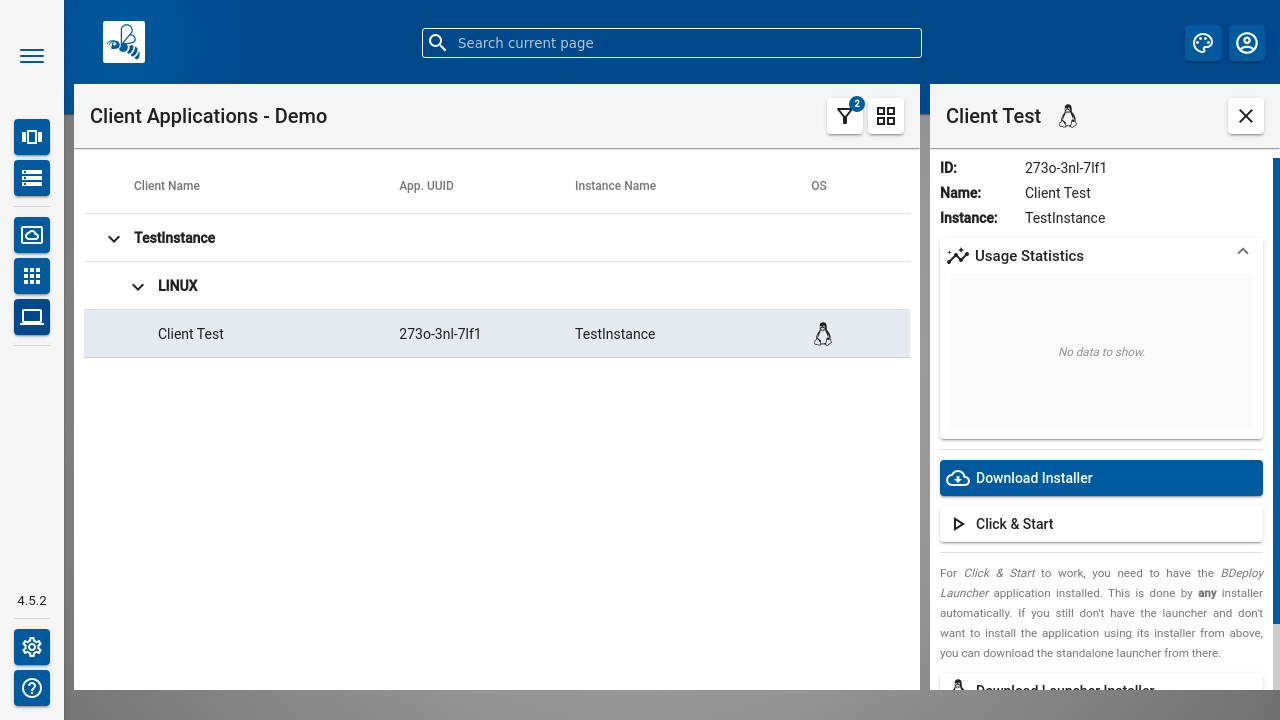 Search current page
Client Applications - Demo
2
Client Test
Client Name App. UUID Instance Name OS
TestInstance
LINUX
Client Test 273o-3nl-7lf1 TestInstance
ID: 273o-3nl-7lf1
Name: Client Test
Instance: TestInstance
Usage Statistics
No data to show.
Download Installer
Click & Start
For Click & Start to work, you need to have the BDeploy
Launcher application installed. This is done by any installer
automatically. If you still don't have the launcher and don't
want to install the application using its installer from above,
you can download the standalone launcher from there.
Download Launcher Installer
4.5.2